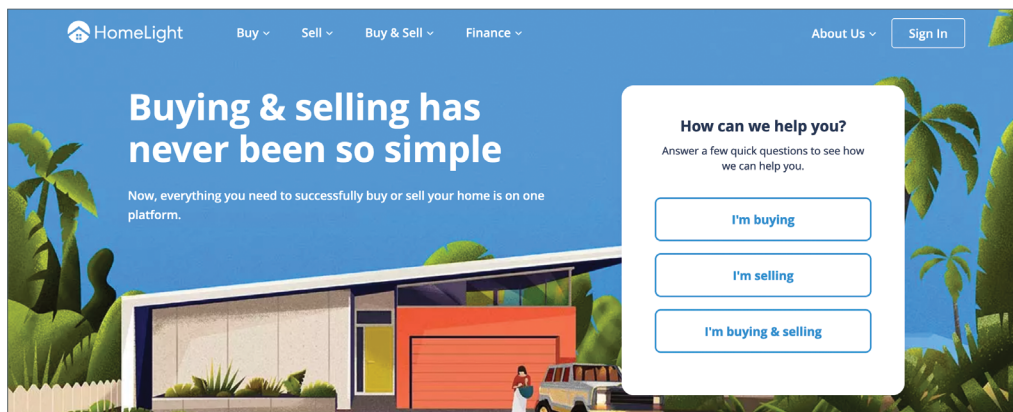 HomeLight
Buy
Sell
Buy & Sell
Finance
About Us
Sign In
Buying & selling has
never been so simple
Now, everything you need to successfully buy or sell your home is on one
platform.
How can we help you?
Answer a few quick questions to see how
we can help you.
I'm buying
I'm selling
I'm buying & selling